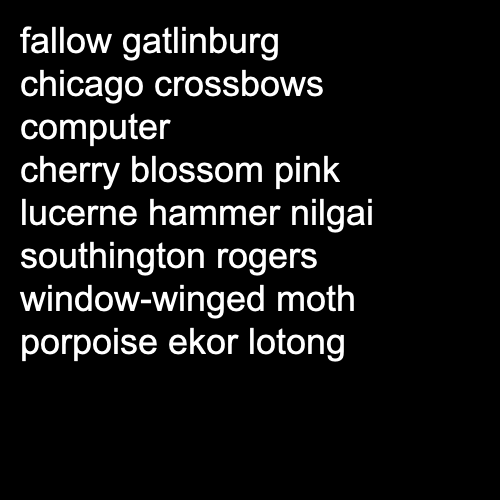 fallow gatlinburg
chicago crossbows
computer
cherry blossom pink
lucerne hammer nilgai
southington rogers
window-winged moth
porpoise ekor lotong